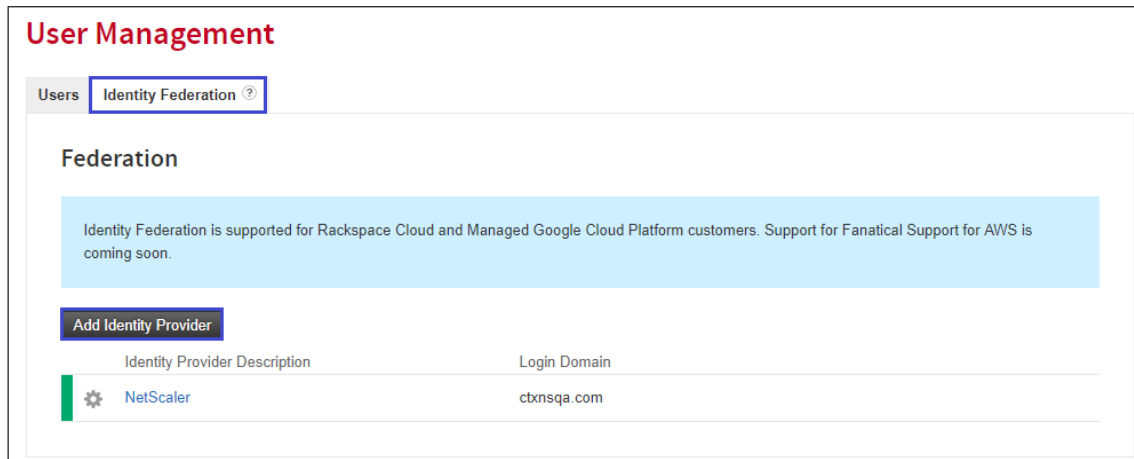 User Management
Users Identity Federation ?
Federation
Identity Federation is supported for Rackspace Cloud and Managed Google Cloud Platform customers. Support for Fanatical Support for AWS is
coming soon.
Add Identity Provider
Identity Provider Description Login Domain
NetScaler ctxnsqa.com